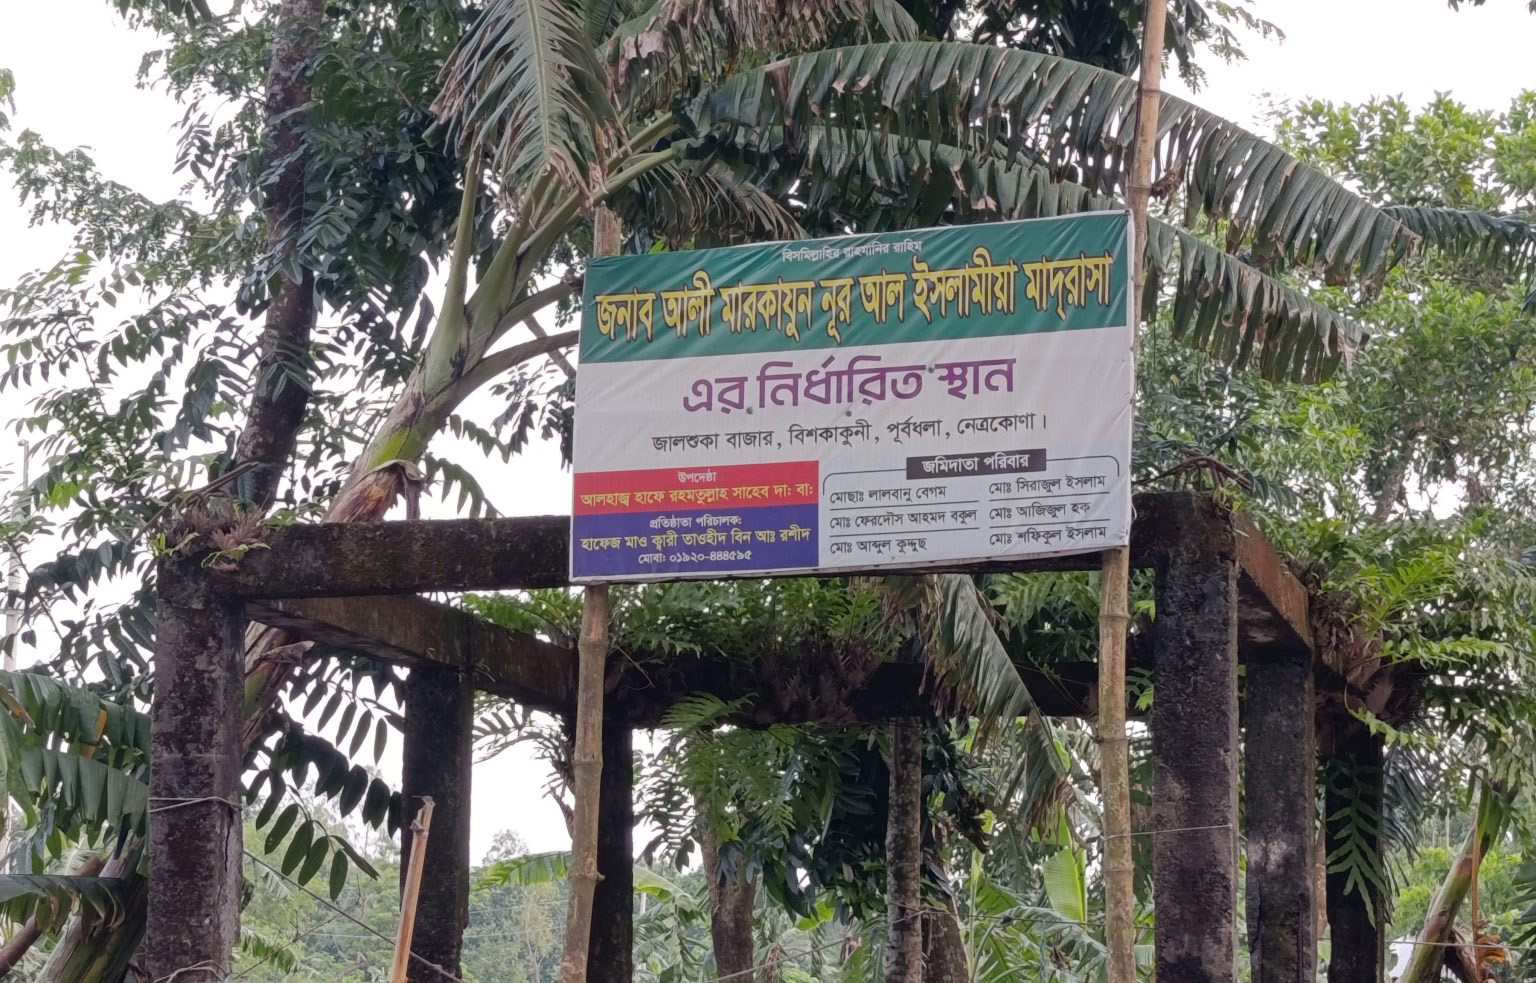 বিসমিল্লাহির রাহমানির রাহিম
জনাব আলী মারকাযুন নূর আল ইসলামীয়া মাদ্‌রাসা
এর নির্ধারিত স্থান
জালশুকা বাজার, বিশকাকুনী, পূর্বধলা, নেত্রকোণা।
উপদেষ্ঠা
আলহাজ্ব হাফে রহমতুল্লাহ সাহেব দা: বা:
প্রতিষ্ঠাতা পরিচালক:
হাফেজ মাও ক্বারী তাওহীদ বিন আঃ রশীদ
মোবা: ০১৯২০-৪৪৪৫৯৫
জমিদাতা পরিবার
মোছাঃ লালবানু বেগম
মোঃ ফেরদৌস আহমদ বকুল
মোঃ আব্দুল কুদ্দুছ
মোঃ সিরাজুল ইসলাম
মোঃ আজিজুল হক
মোঃ শফিকুল ইসলাম